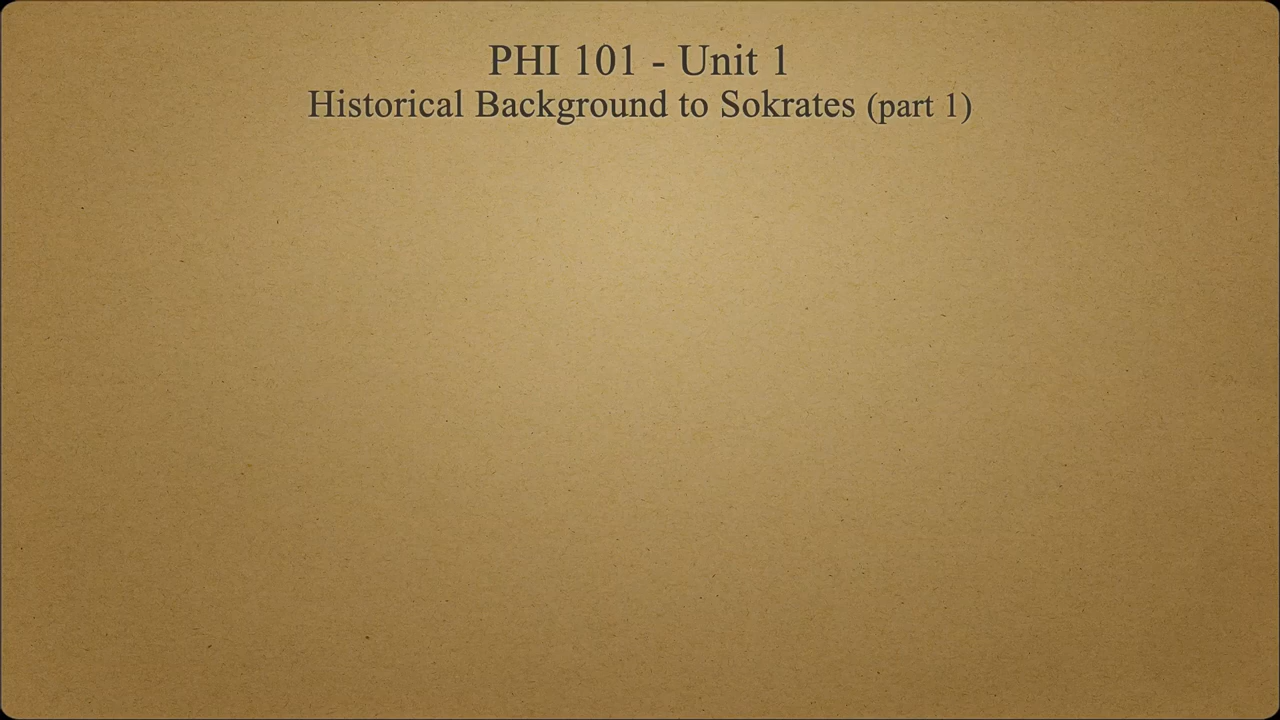 PHI 101 - Unit 1
Historical Background to Sokrates (part 1)